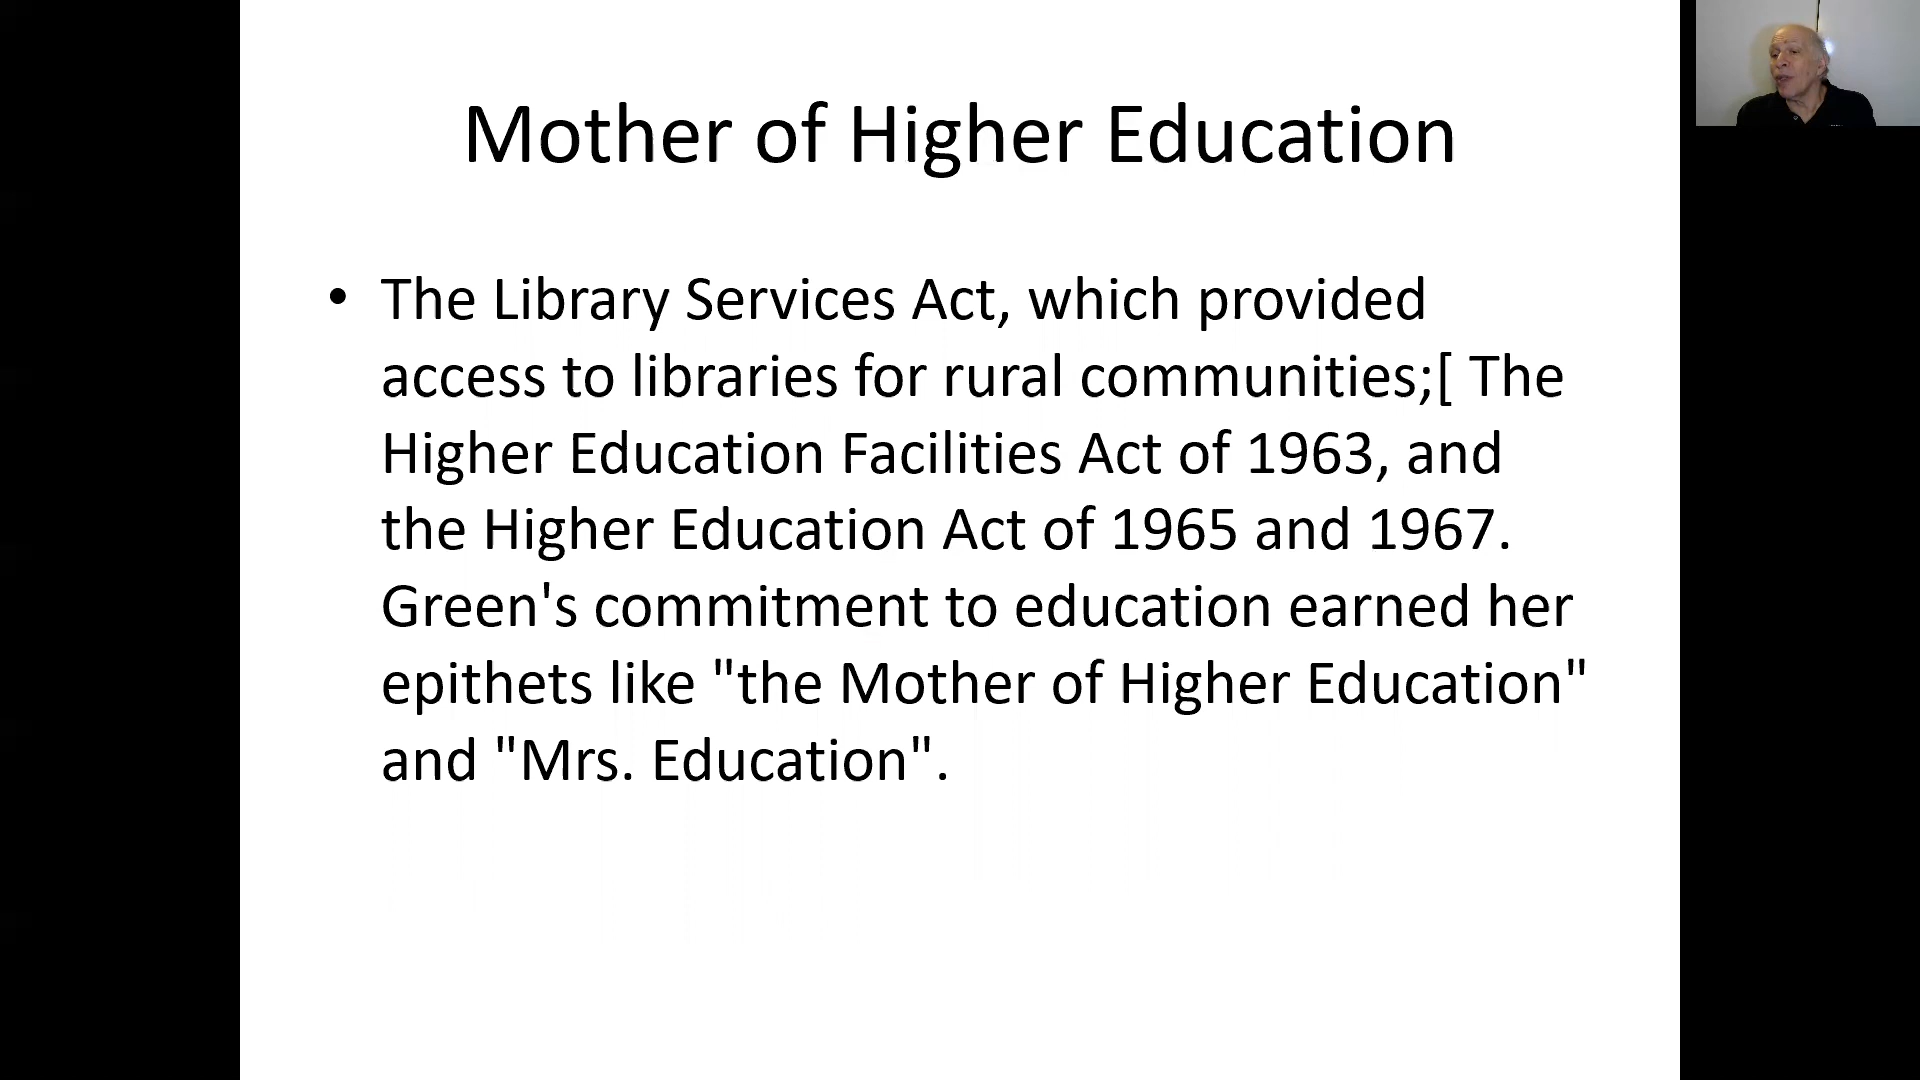 Mother of Higher Education
• The Library Services Act, which provided
access to libraries for rural communities;[ The
Higher Education Facilities Act of 1963, and
the Higher Education Act of 1965 and 1967.
Green's commitment to education earned her
epithets like "the Mother of Higher Education"
and "Mrs. Education".